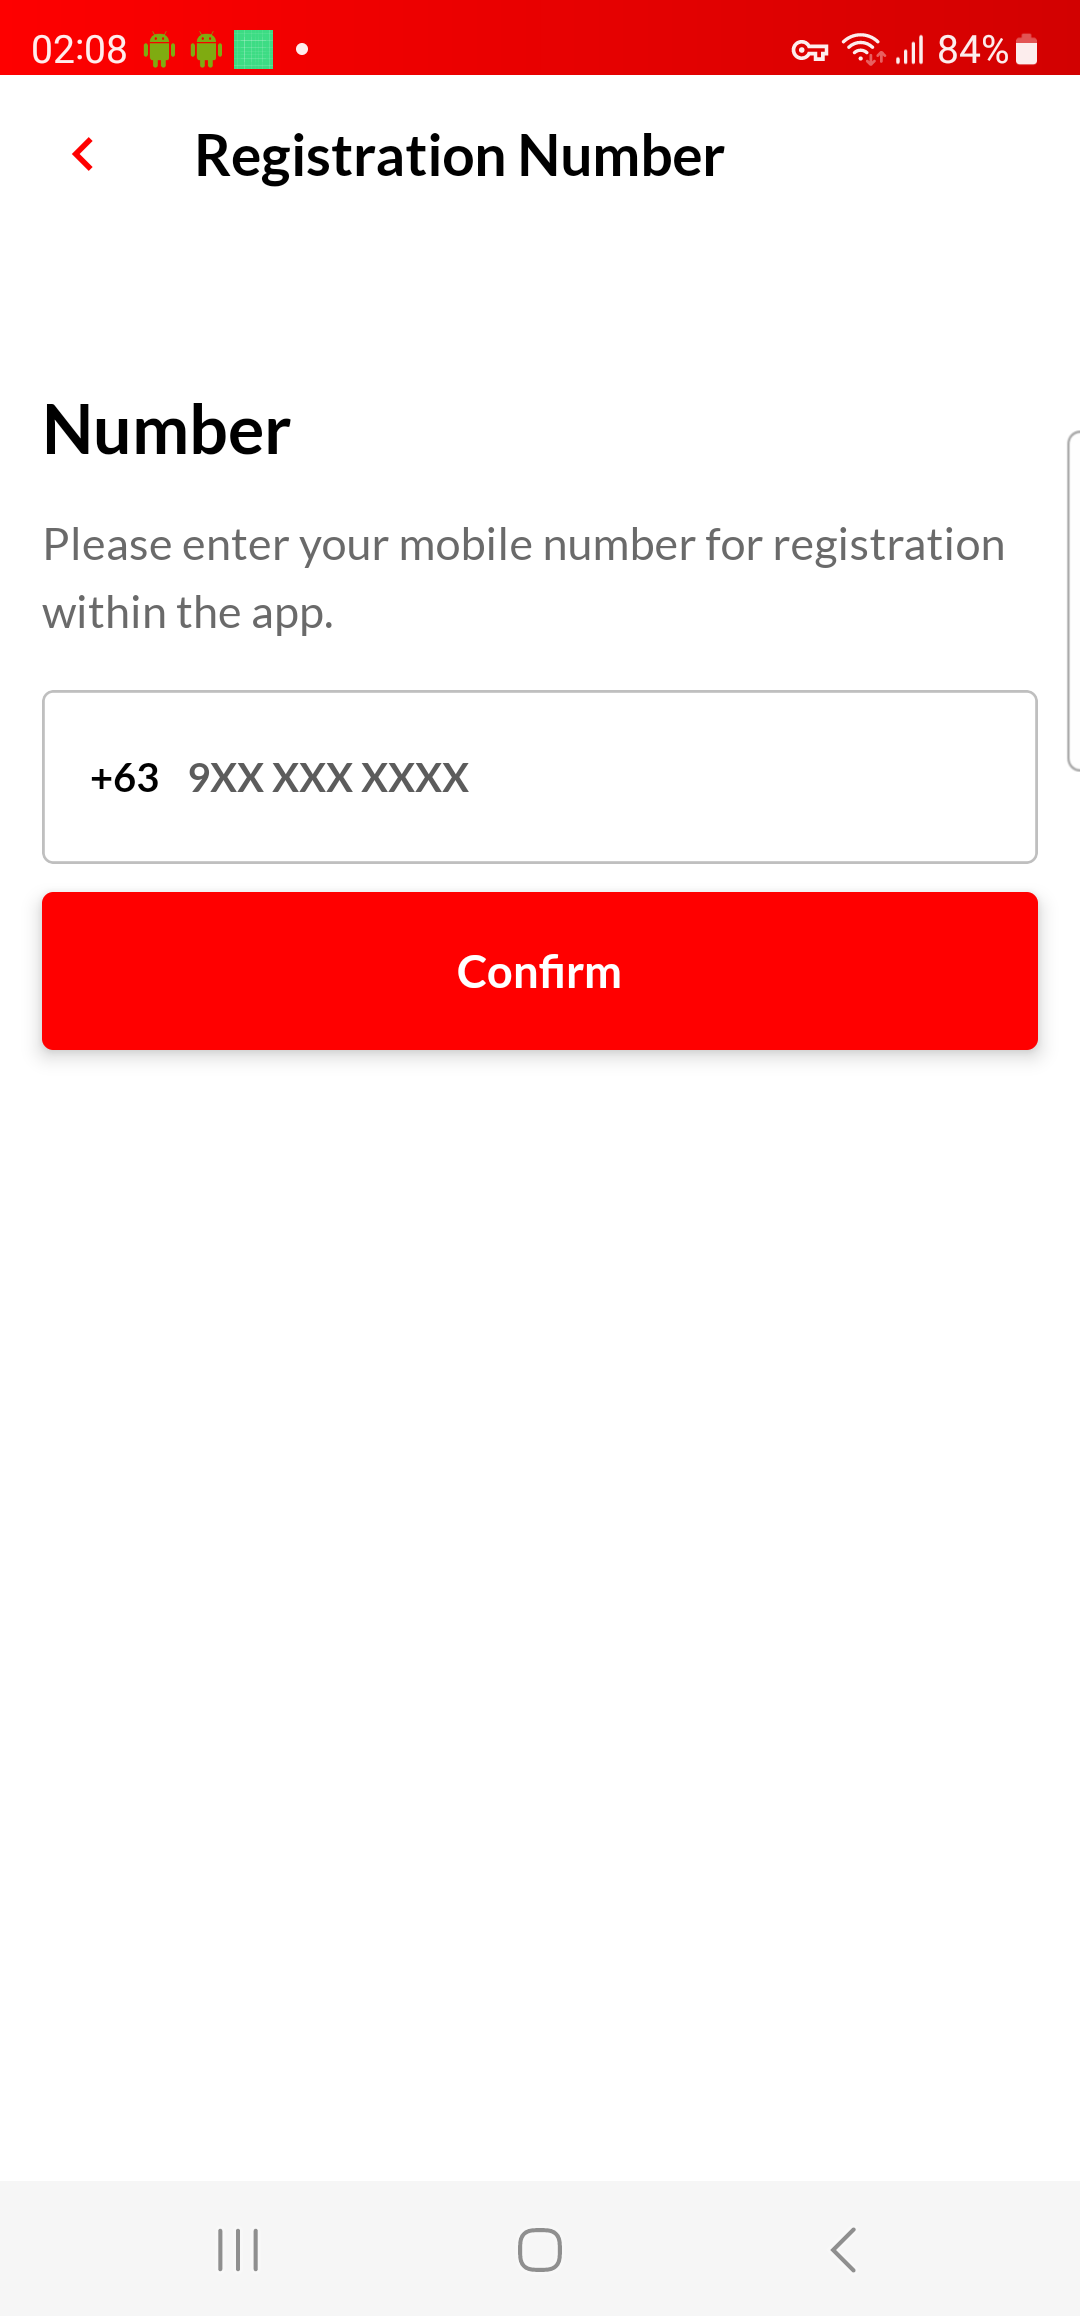 02:08
84%
Registration Number
Number
Please enter your mobile number for registration
within the app.
+63 9XX XXX XXXX
Confirm